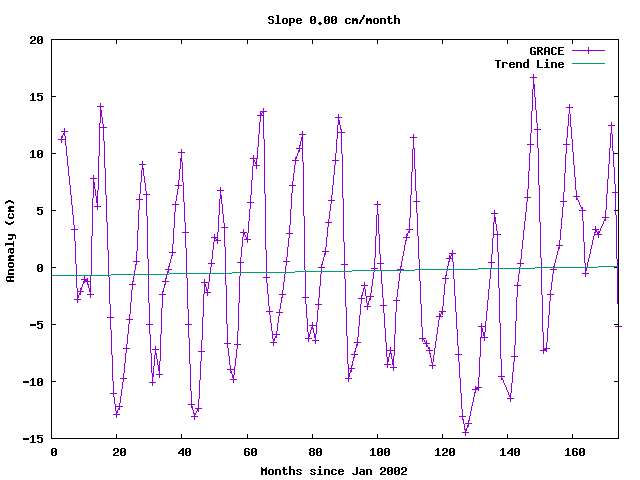 Slope 0.00 cm/month
GRACE
Trend Line
20
15
10
5
0
-5
-10
-15
Anomaly (cm)
0 20 40 60 80 100 120 140 160
Months since Jan 2002